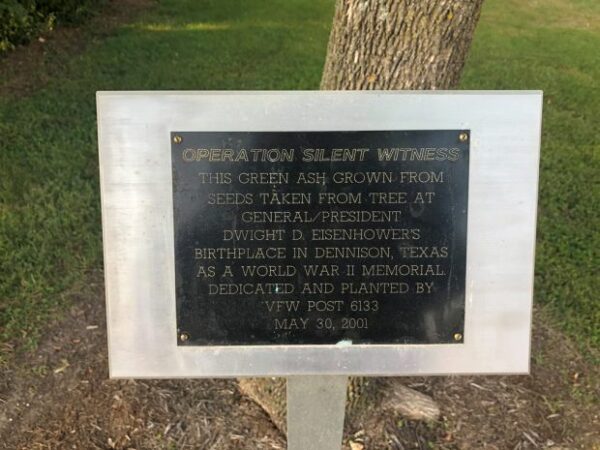 OPERATION SILENT WITNESS
THIS GREEN ASH GROWN FROM
SEEDS TAKEN FROM TREE AT
GENERAL/PRESIDENT
DWIGHT D. EISENHOWER'S
BIRTHPLACE IN DENNISON, TEXAS
AS A WORLD WAR II MEMORIAL.
DEDICATED AND PLANTED BY
VFW POST 6133
MAY 30, 2001